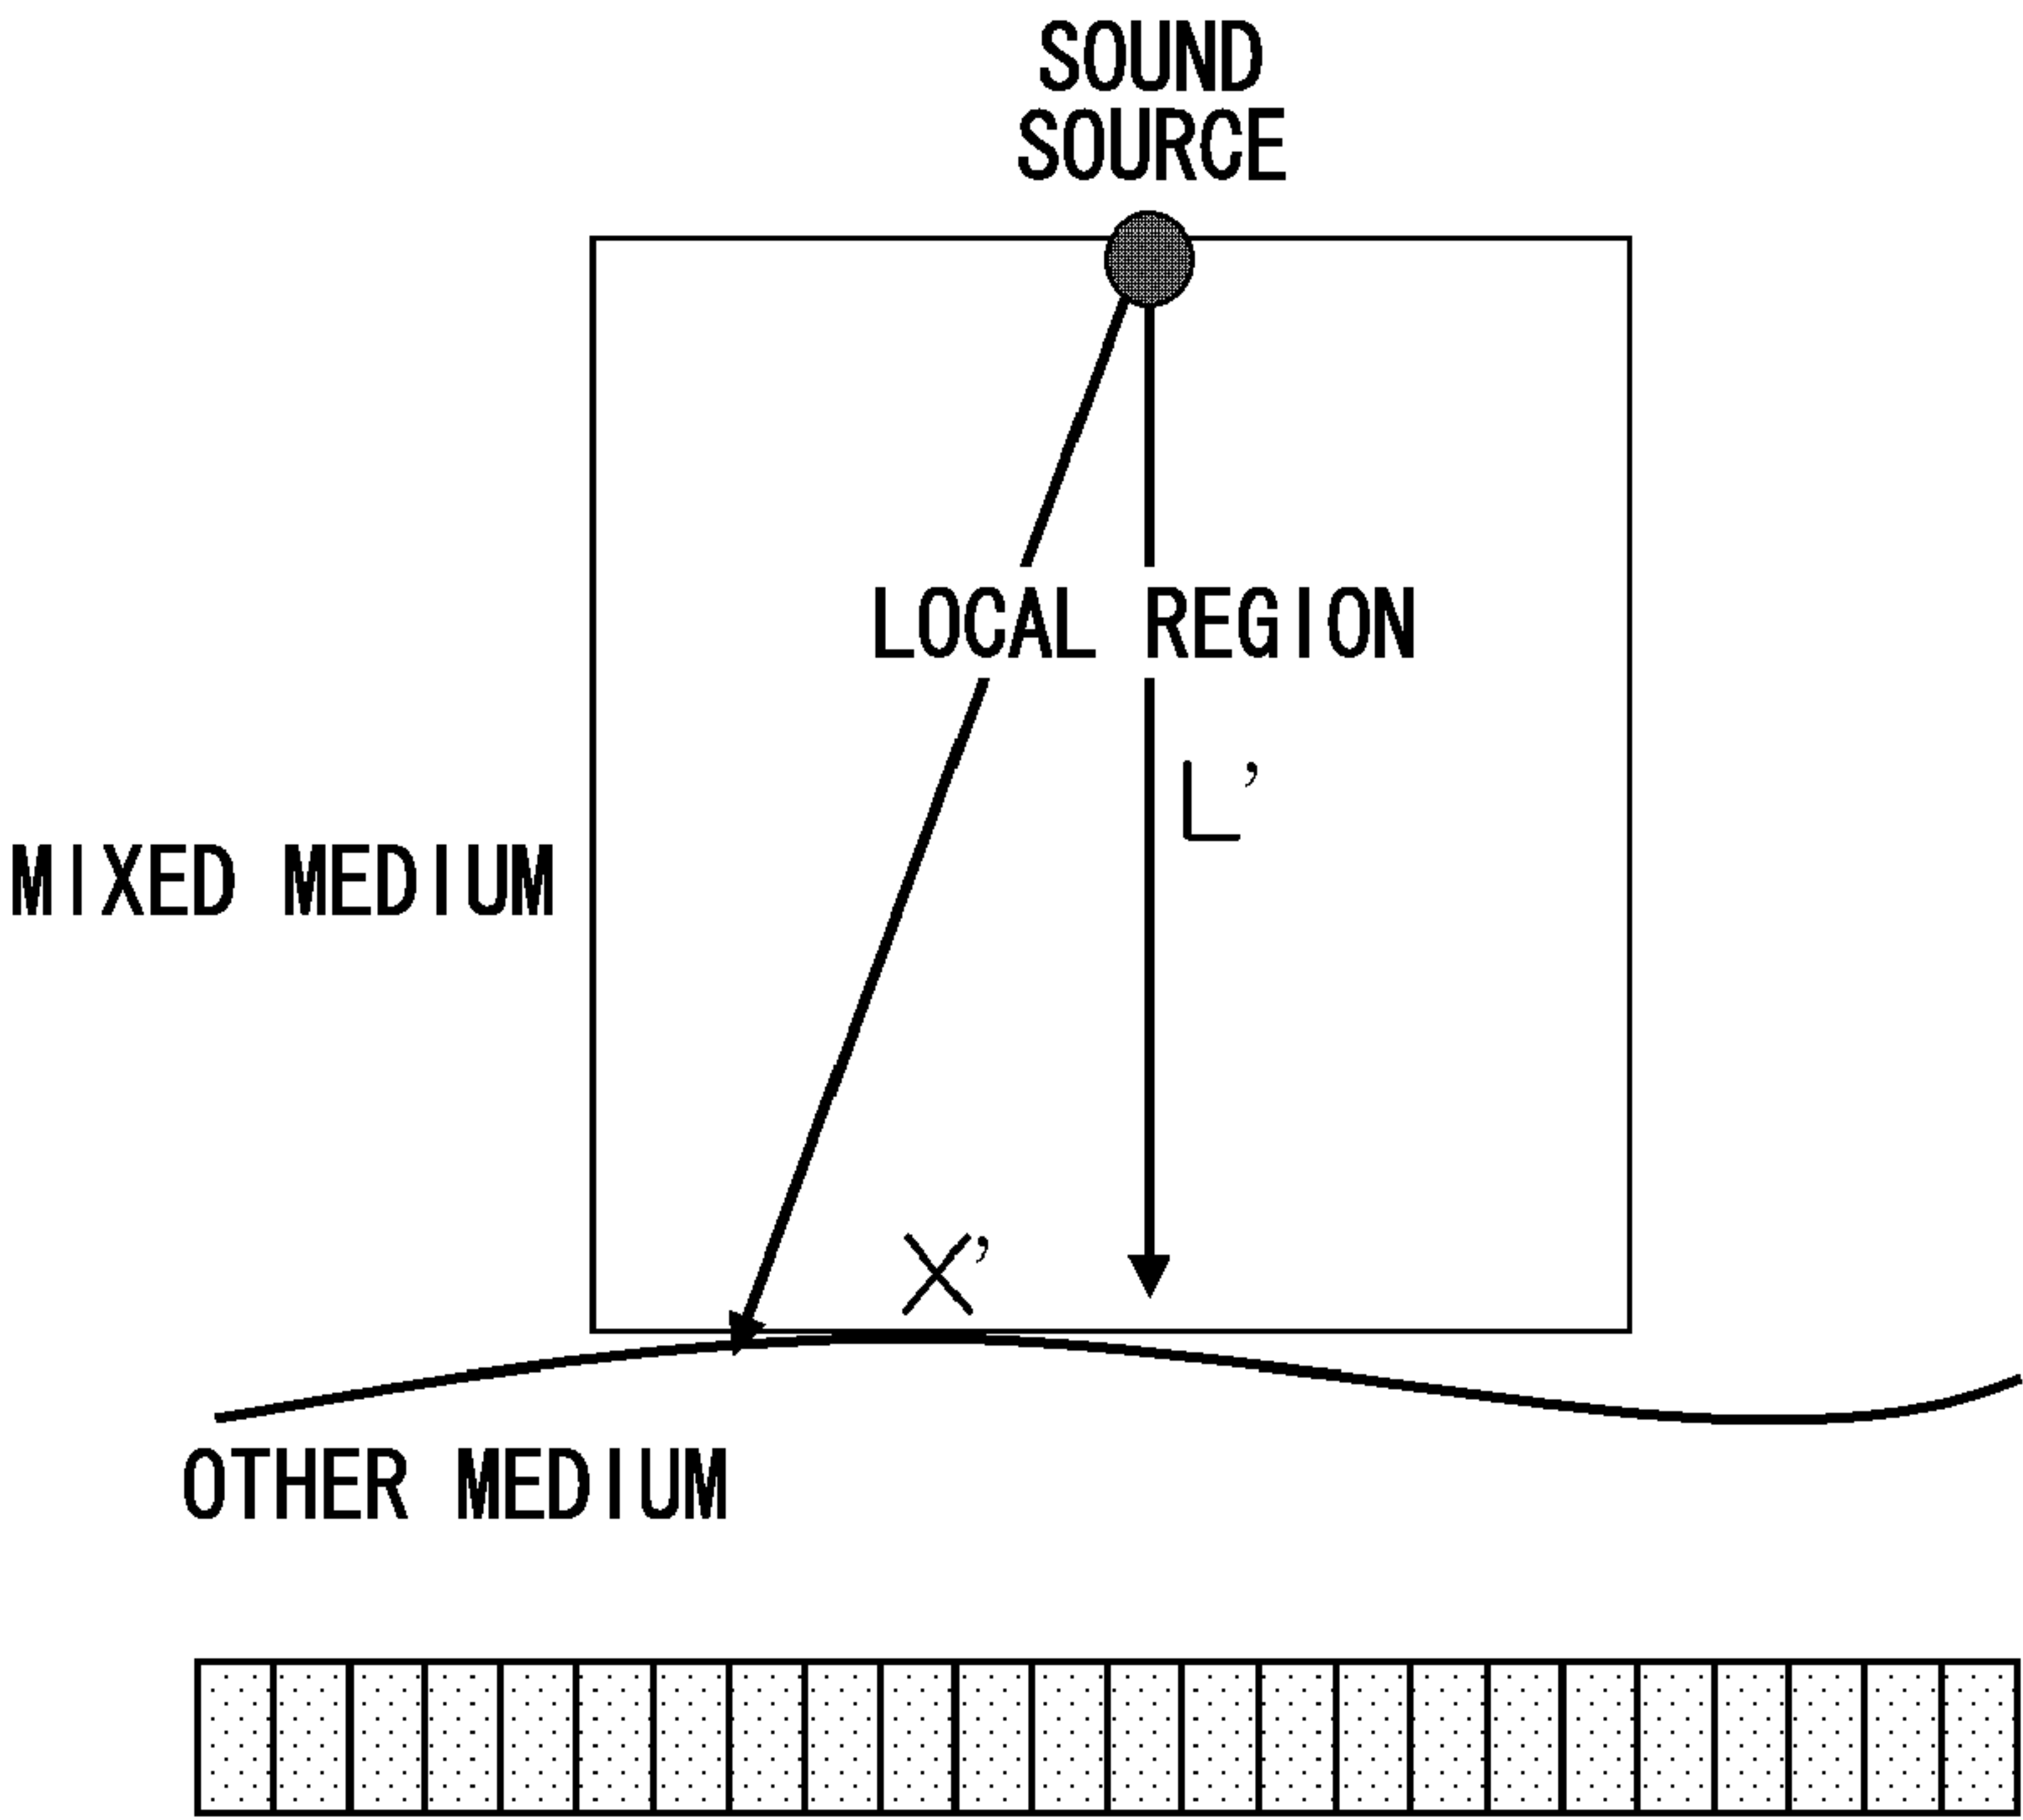 SOUND
SOURCE
LOCAL REGION
L'
MIXED MEDIUM
X'
OTHER MEDIUM